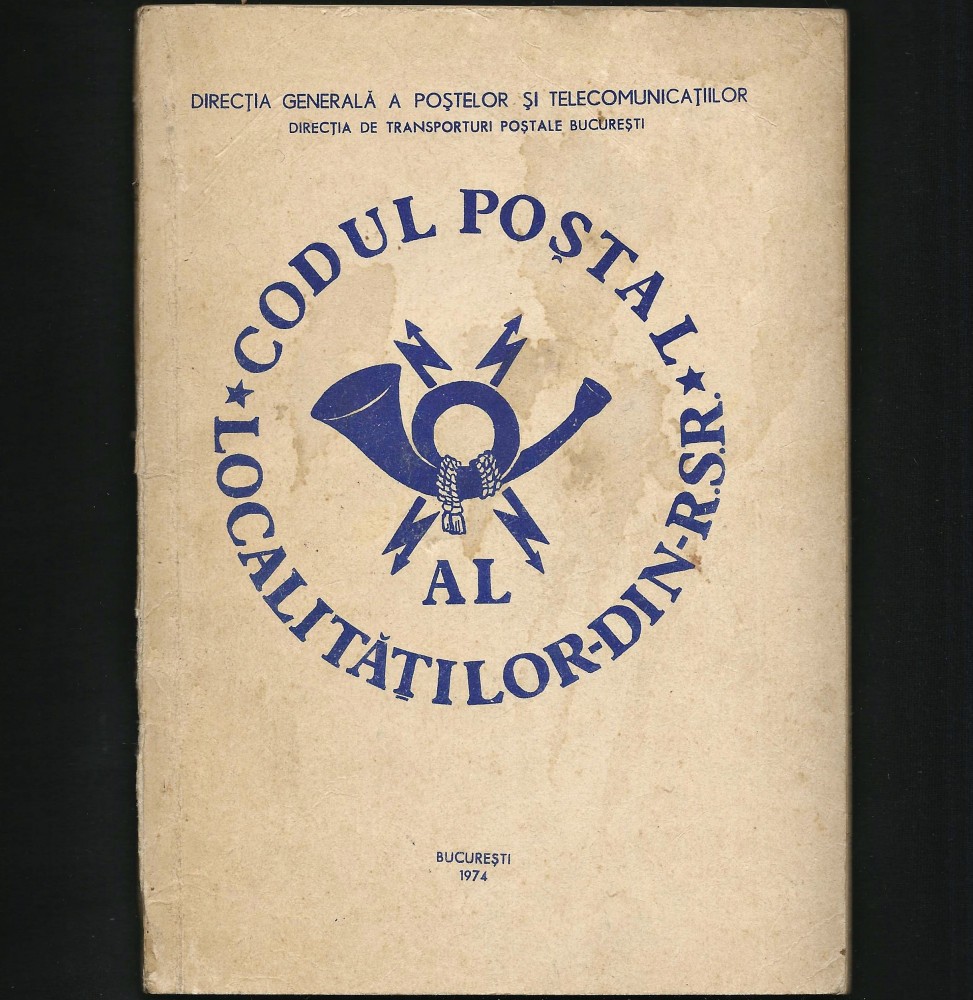 DIRECȚIA GENERALĂ A POȘTELOR ȘI TELECOMUNICAȚIILOR
DIRECȚIA DE TRANSPORTURI POȘTALE BUCUREȘTI
CODUL POȘTAL
AL
LOCALITĂȚILOR-DIN-R.S.R.
BUCUREȘTI
1974